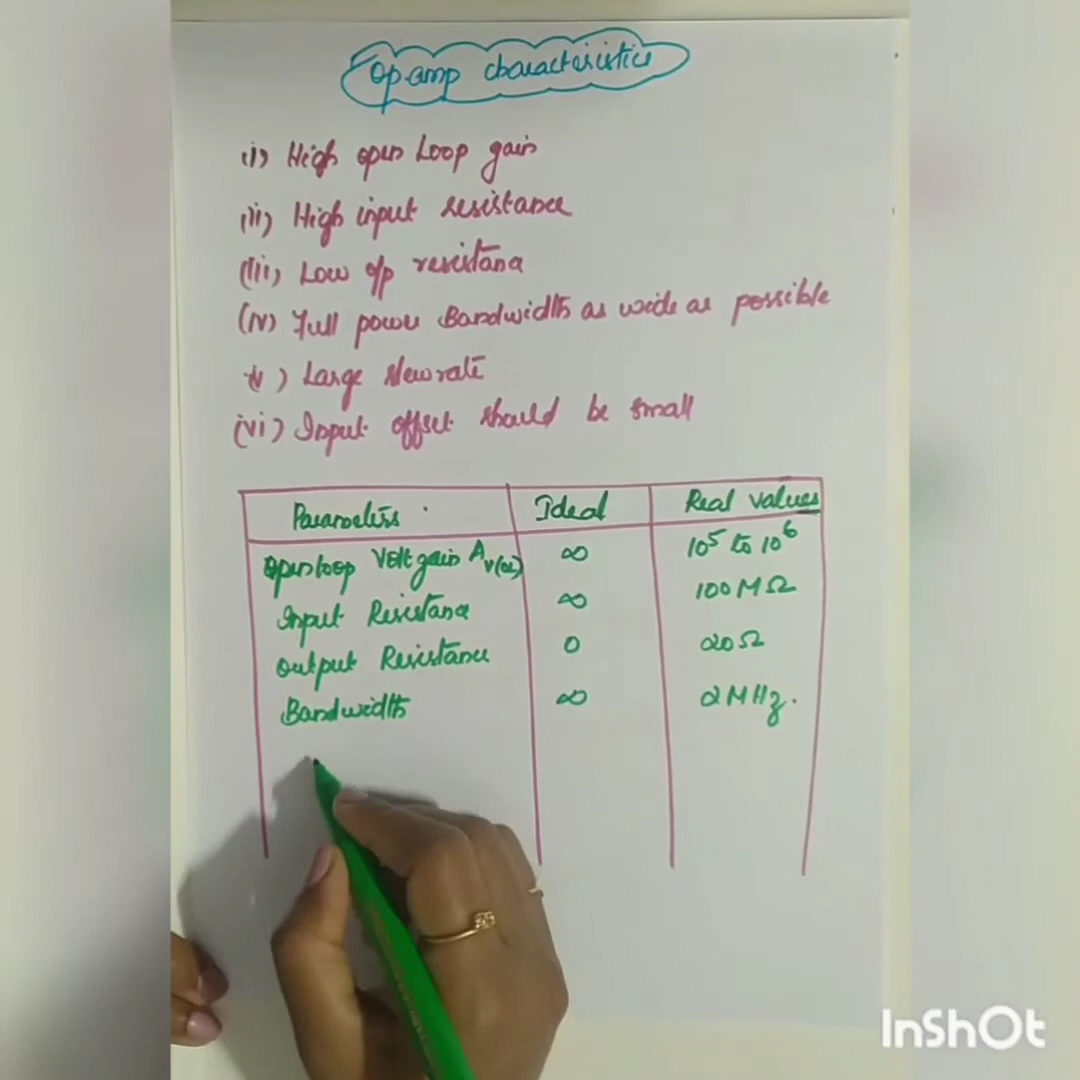 Op-amp characteristics
(i) High open Loop gain
(ii) High input resistance
(iii) Low o/p resistance
(iv) Full power Bandwidth as wide as possible
(v) Large slew rate
(vi) Input offset should be small
Parameters Ideal Real values
Open loop Volt gain Av(OL) ∞ 10⁵ to 10⁶
Input Resistance ∞ 100 MΩ
Output Resistance 0 20Ω
Bandwidth ∞ 2 MHz.
InShOt